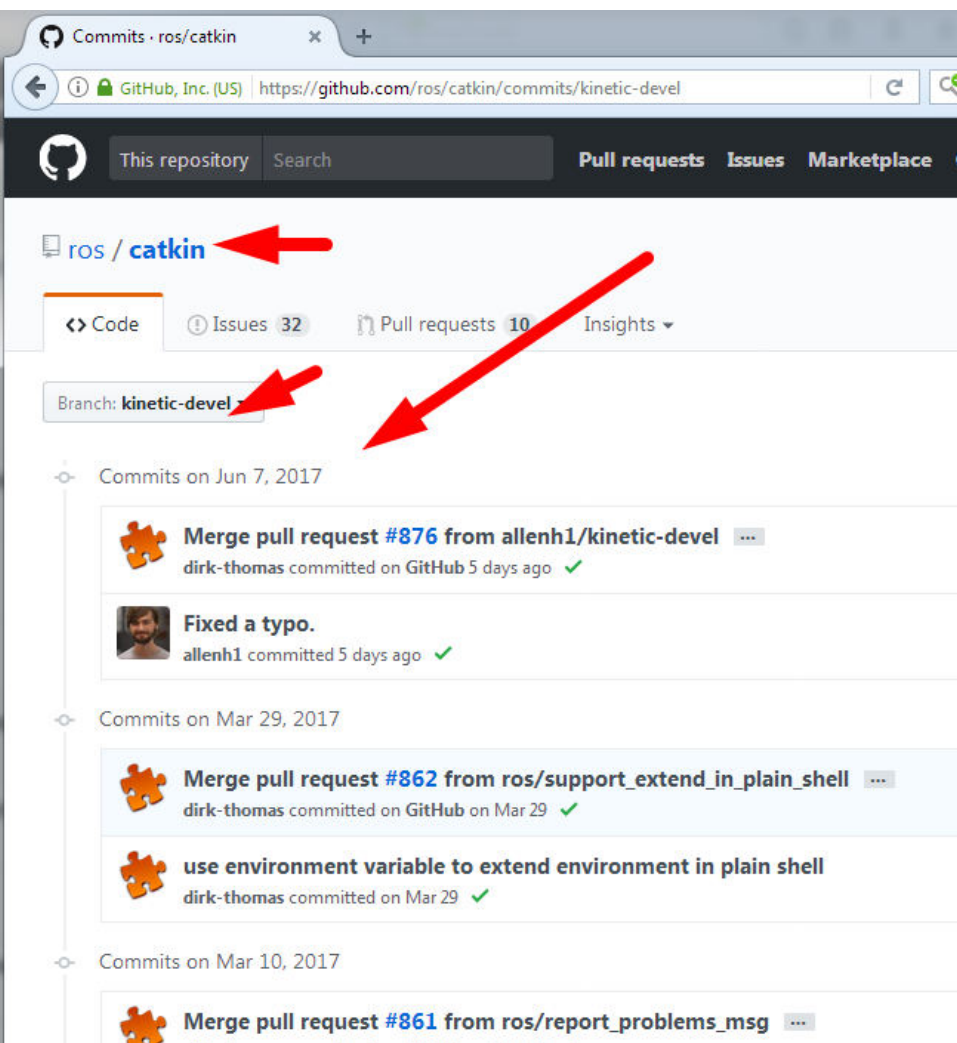 Commits · ros/catkin
GitHub, Inc. (US) https://github.com/ros/catkin/commits/kinetic-devel
This repository Search Pull requests Issues Marketplace
ros / catkin
Code Issues 32 Pull requests 10 Insights
Branch: kinetic-devel
Commits on Jun 7, 2017
Merge pull request #876 from allenh1/kinetic-devel ...
dirk-thomas committed on GitHub 5 days ago
Fixed a typo.
allenh1 committed 5 days ago
Commits on Mar 29, 2017
Merge pull request #862 from ros/support_extend_in_plain_shell ...
dirk-thomas committed on GitHub on Mar 29
use environment variable to extend environment in plain shell
dirk-thomas committed on Mar 29
Commits on Mar 10, 2017
Merge pull request #861 from ros/report_problems_msg ...